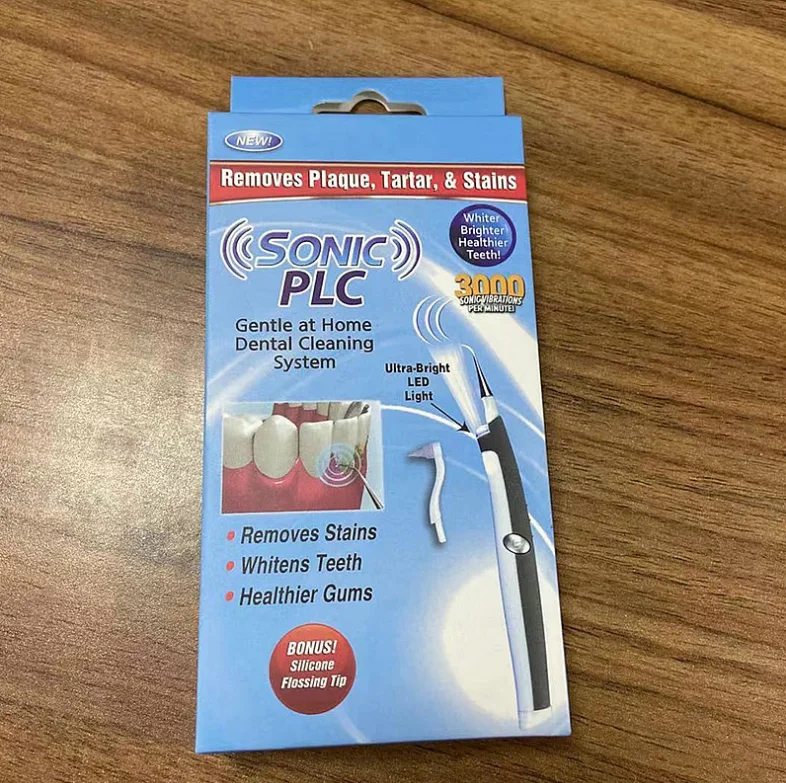 NEW!
Removes Plaque, Tartar, & Stains
SONIC
PLC
Whiter
Brighter
Healthier
Teeth!
3000
SONIC VIBRATIONS
PER MINUTE!
Gentle at Home
Dental Cleaning
System
Ultra-Bright
LED
Light
• Removes Stains
• Whitens Teeth
• Healthier Gums
BONUS!
Silicone
Flossing Tip